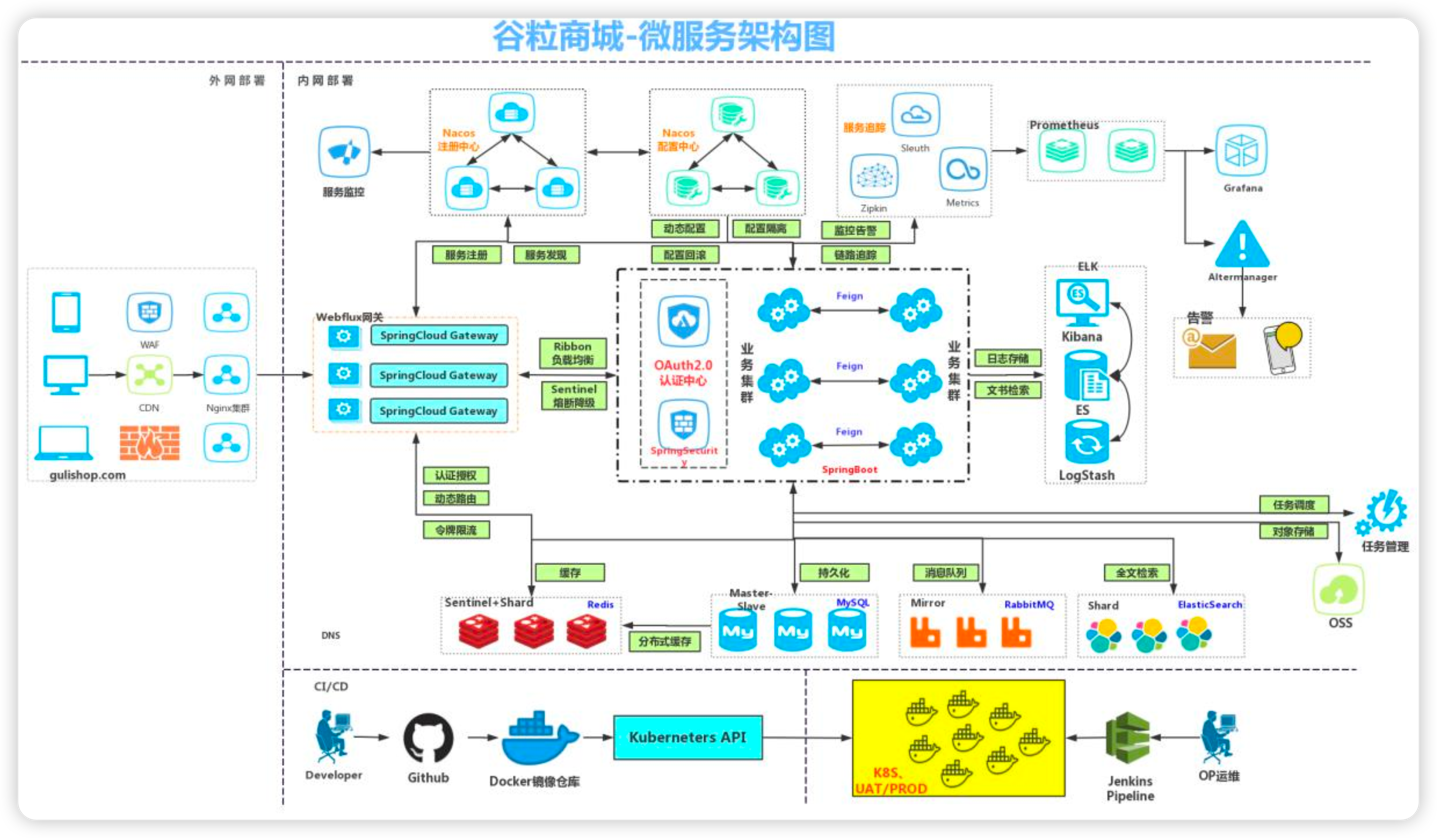 谷粒商城-微服务架构图
外网部署
内网部署
服务监控
Nacos
注册中心
Nacos
配置中心
服务追踪
Sleuth
Zipkin
Metrics
Prometheus
Grafana
Altermanager
告警
服务注册
服务发现
动态配置
配置隔离
配置回滚
监控告警
链路追踪
WAF
CDN
Nginx集群
gulishop.com
Webflux网关
SpringCloud Gateway
SpringCloud Gateway
SpringCloud Gateway
Ribbon
负载均衡
Sentinel
熔断降级
OAuth2.0
认证中心
SpringSecurit
y
业务集群
Feign
Feign
Feign
业务集群
SpringBoot
日志存储
文书检索
ELK
ES
Kibana
ES
LogStash
认证授权
动态路由
令牌限流
任务调度
对象存储
任务管理
OSS
缓存
持久化
消息队列
全文检索
Sentinel+Shard
Redis
分布式缓存
Master-
Slave
MySQL
My
My
My
Mirror
RabbitMQ
Shard
ElasticSearch
DNS
CI/CD
Developer
Github
Docker镜像仓库
Kuberneters API
K8S、
UAT/PROD
Jenkins
Pipeline
OP运维